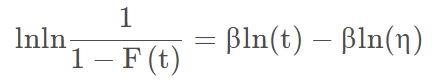 lnln 1/(1 − F (t)) = βln(t) − βln(η)